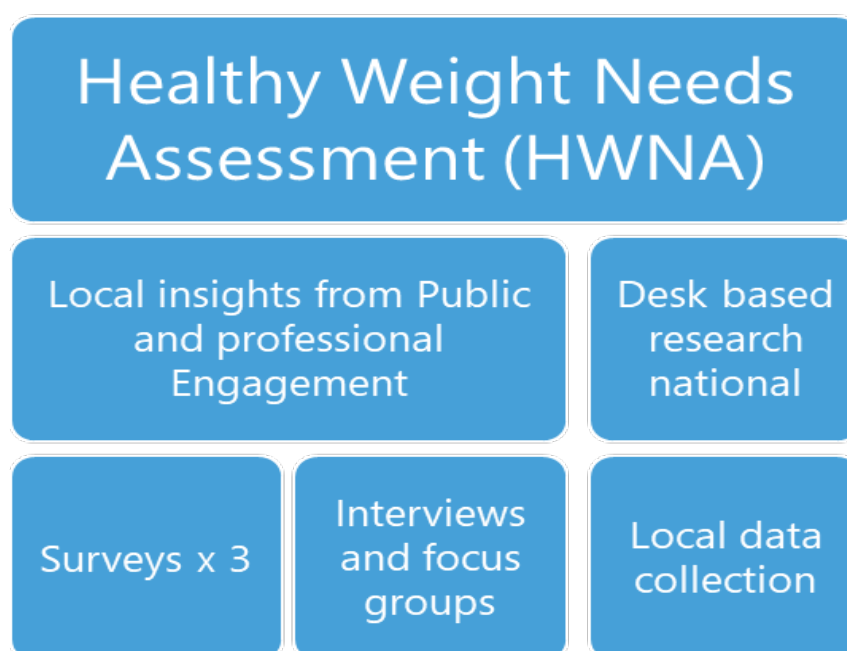 Healthy Weight Needs
Assessment (HWNA)
Local insights from Public
and professional
Engagement
Desk based
research
national
Surveys x 3
Interviews
and focus
groups
Local data
collection